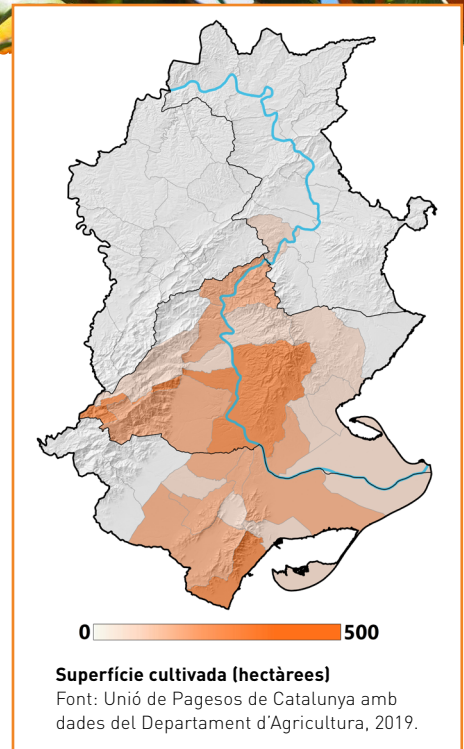 0 500
Superfície cultivada (hectàrees)
Font: Unió de Pagesos de Catalunya amb
dades del Departament d'Agricultura, 2019.